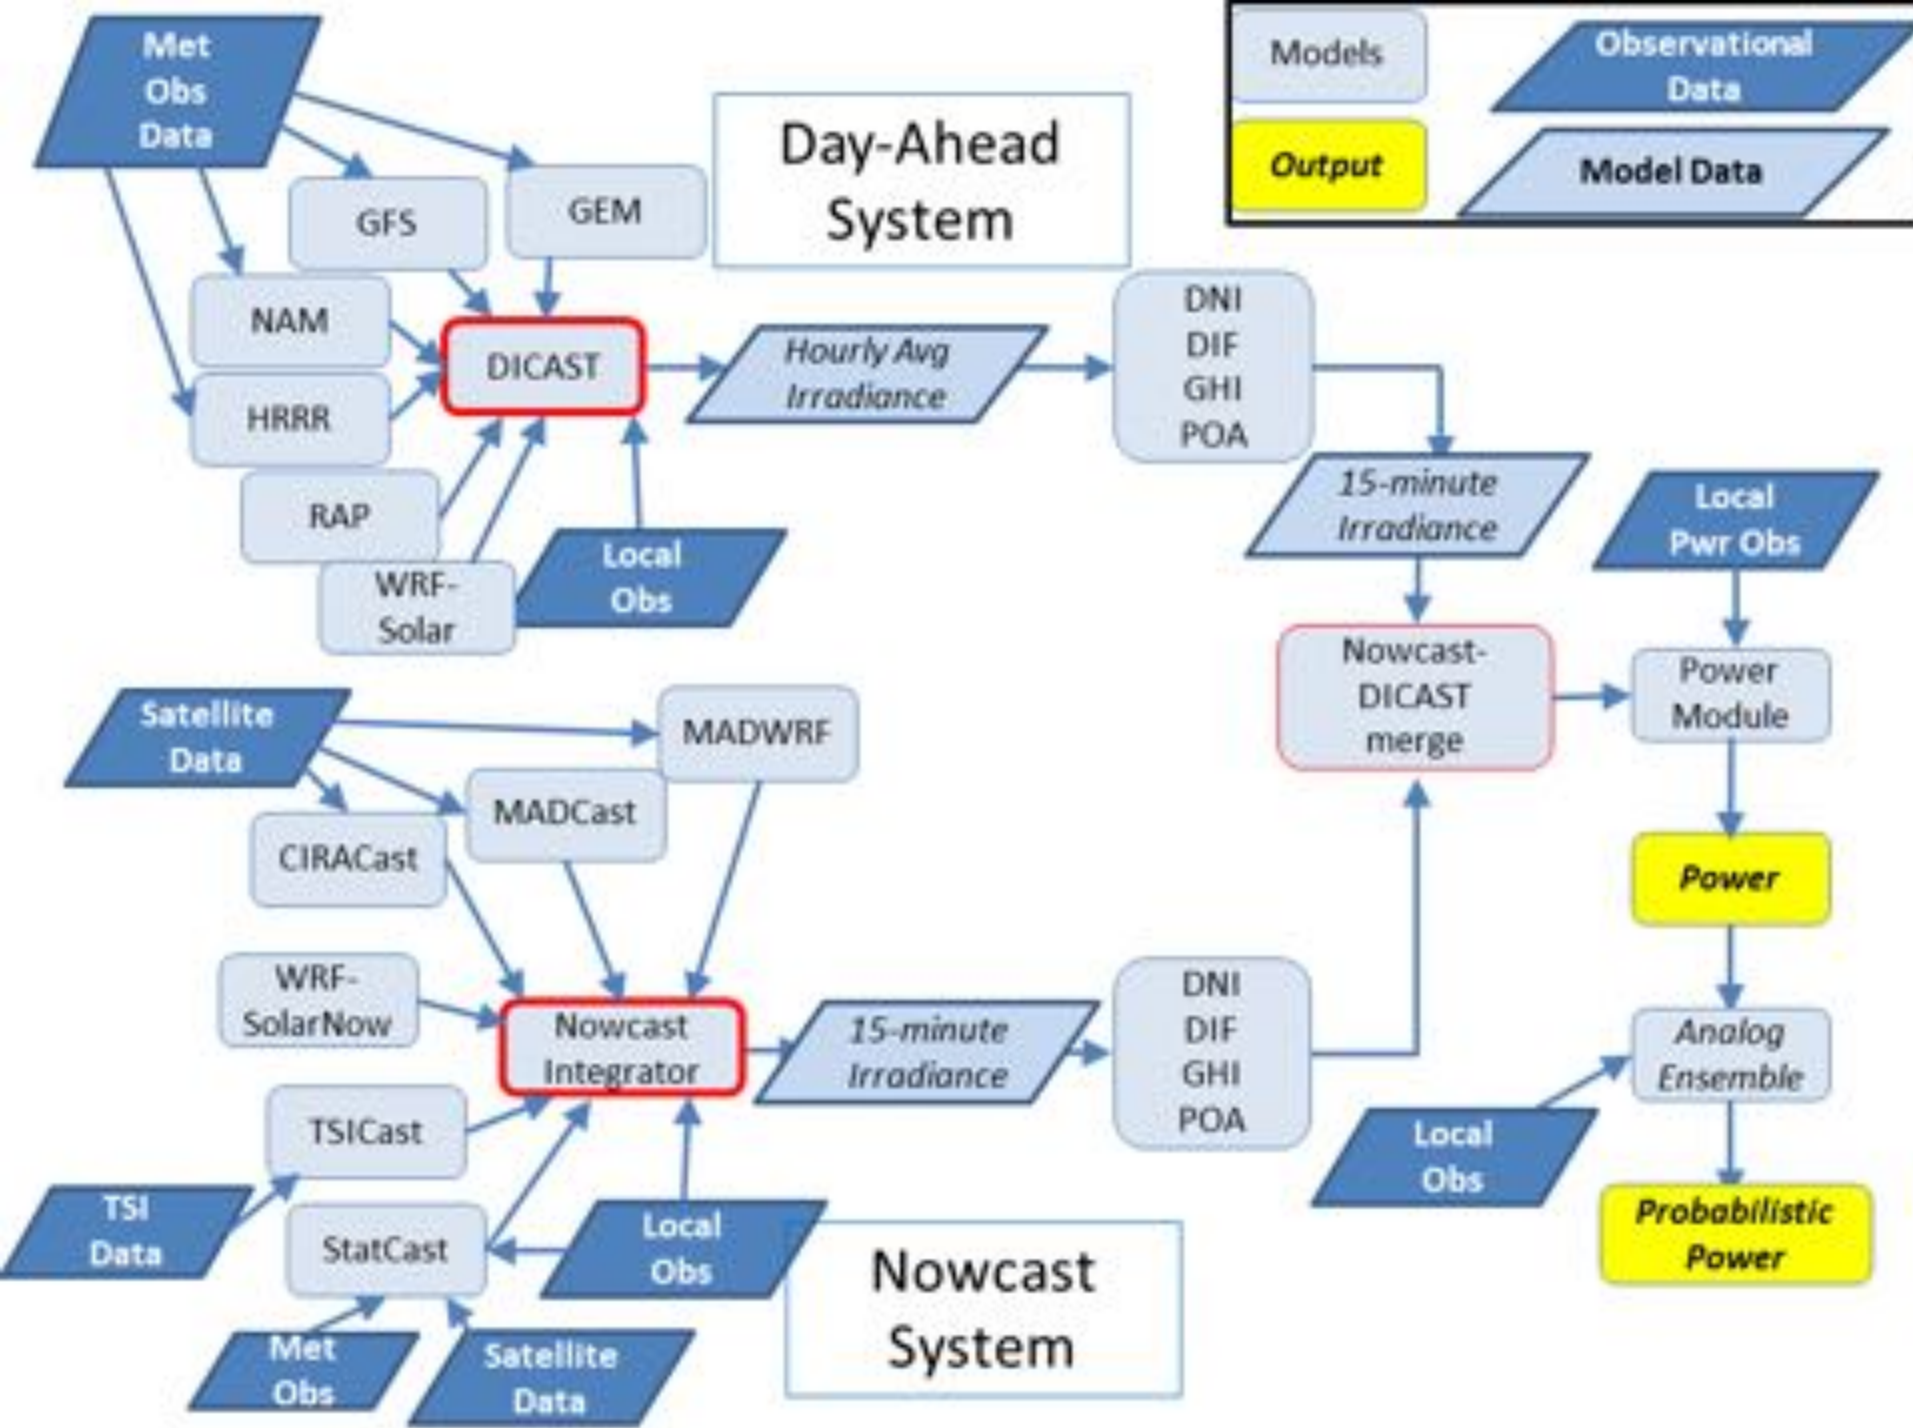 Met
Obs
Data
Models
Observational
Data
Output
Model Data
Day-Ahead
System
GFS
GEM
NAM
DICAST
HRRR
RAP
WRF-
Solar
Local
Obs
Hourly Avg
Irradiance
DNI
DIF
GHI
POA
15-minute
Irradiance
Local
Pwr Obs
Nowcast-
DICAST
merge
Power
Module
Power
Analog
Ensemble
Local
Obs
Probabilistic
Power
Satellite
Data
MADWRF
MADCast
CIRACast
WRF-
SolarNow
Nowcast
Integrator
15-minute
Irradiance
DNI
DIF
GHI
POA
TSICast
TSI
Data
StatCast
Local
Obs
Met
Obs
Satellite
Data
Nowcast
System